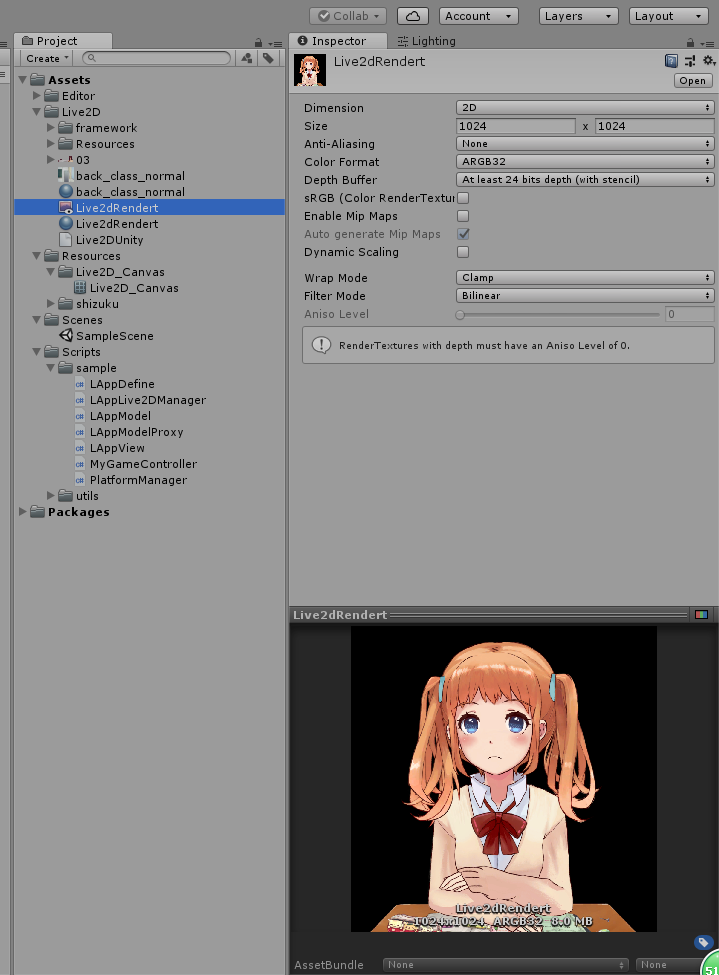 Collab
Account
Layers
Layout
Project
Create
Assets
Editor
Live2D
framework
Resources
03
back_class_normal
back_class_normal
Live2dRendert
Live2dRendert
Live2DUnity
Resources
Live2D_Canvas
Live2D_Canvas
shizuku
Scenes
SampleScene
Scripts
sample
LAppDefine
LAppLive2DManager
LAppModel
LAppModelProxy
LAppView
MyGameController
PlatformManager
utils
Packages
Inspector
Lighting
Live2dRendert
Open
Dimension 2D
Size 1024 x 1024
Anti-Aliasing None
Color Format ARGB32
Depth Buffer At least 24 bits depth (with stencil)
sRGB (Color RenderTextur
Enable Mip Maps
Auto generate Mip Maps
Dynamic Scaling
Wrap Mode Clamp
Filter Mode Bilinear
Aniso Level 0
RenderTextures with depth must have an Aniso Level of 0.
Live2dRendert
Live2dRendert
1024x1024 ARGB32 8.0 MB
AssetBundle None None